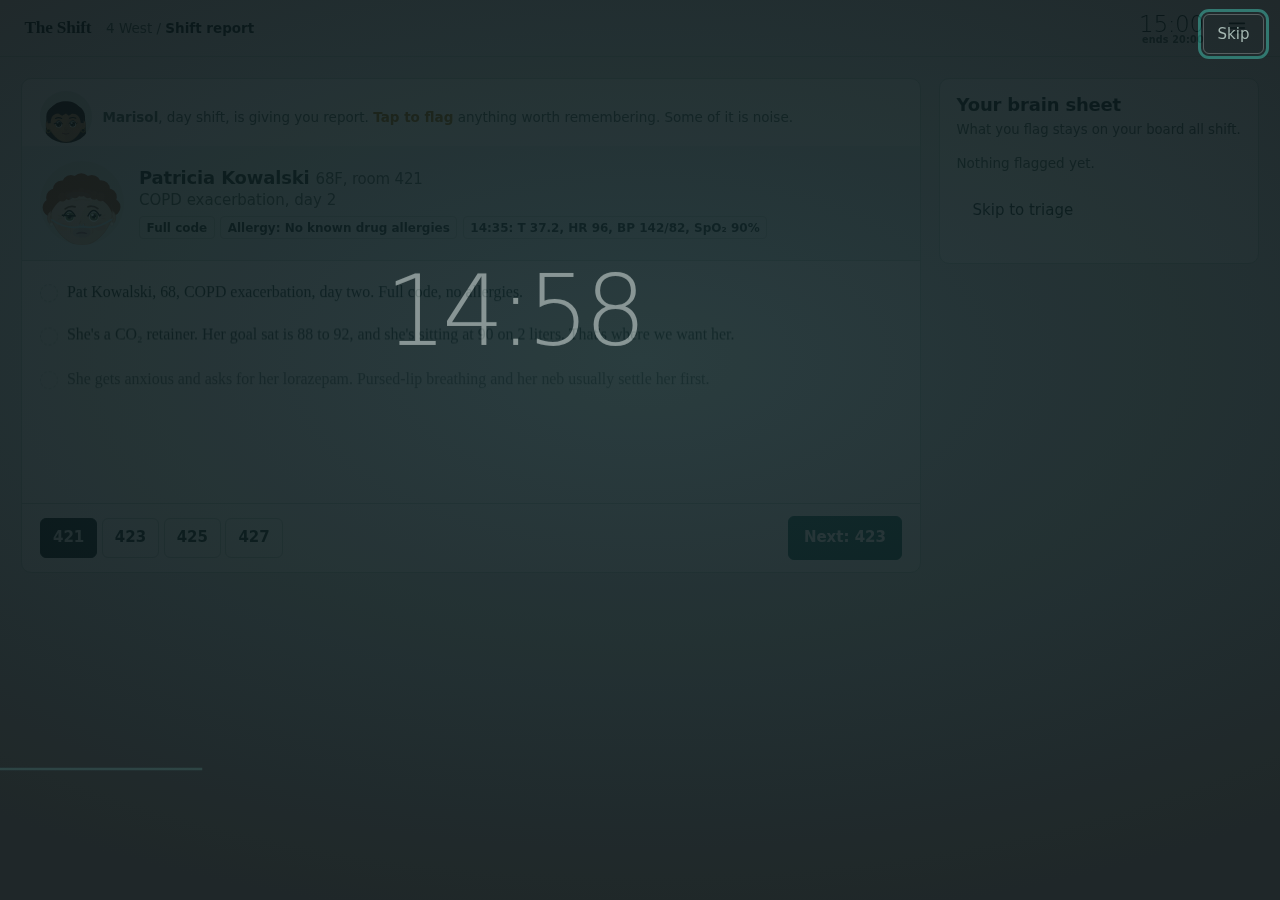 The Shift 4 West / Shift report
15:00
ends 20:00
Skip
Marisol, day shift, is giving you report. Tap to flag anything worth remembering. Some of it is noise.
Patricia Kowalski 68F, room 421
COPD exacerbation, day 2
Full code Allergy: No known drug allergies 14:35: T 37.2, HR 96, BP 142/82, SpO₂ 90%
14:58
Pat Kowalski, 68, COPD exacerbation, day two. Full code, no allergies.
She's a CO₂ retainer. Her goal sat is 88 to 92, and she's sitting at 90 on 2 liters. That's where we want her.
She gets anxious and asks for her lorazepam. Pursed-lip breathing and her neb usually settle her first.
421 423 425 427 Next: 423
Your brain sheet
What you flag stays on your board all shift.
Nothing flagged yet.
Skip to triage